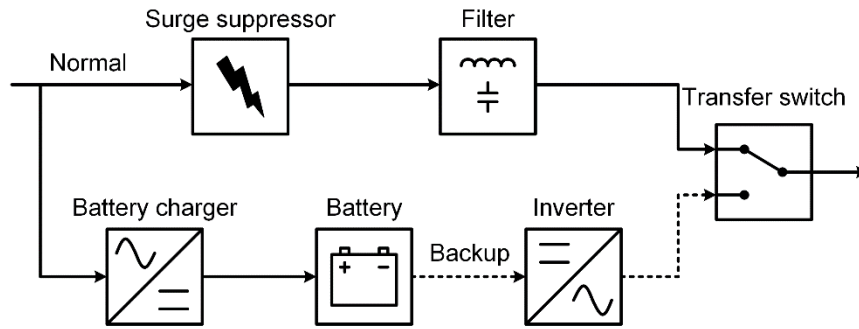 Surge suppressor
Filter
Normal
Transfer switch
Battery charger
Battery
Inverter
Backup
+ -